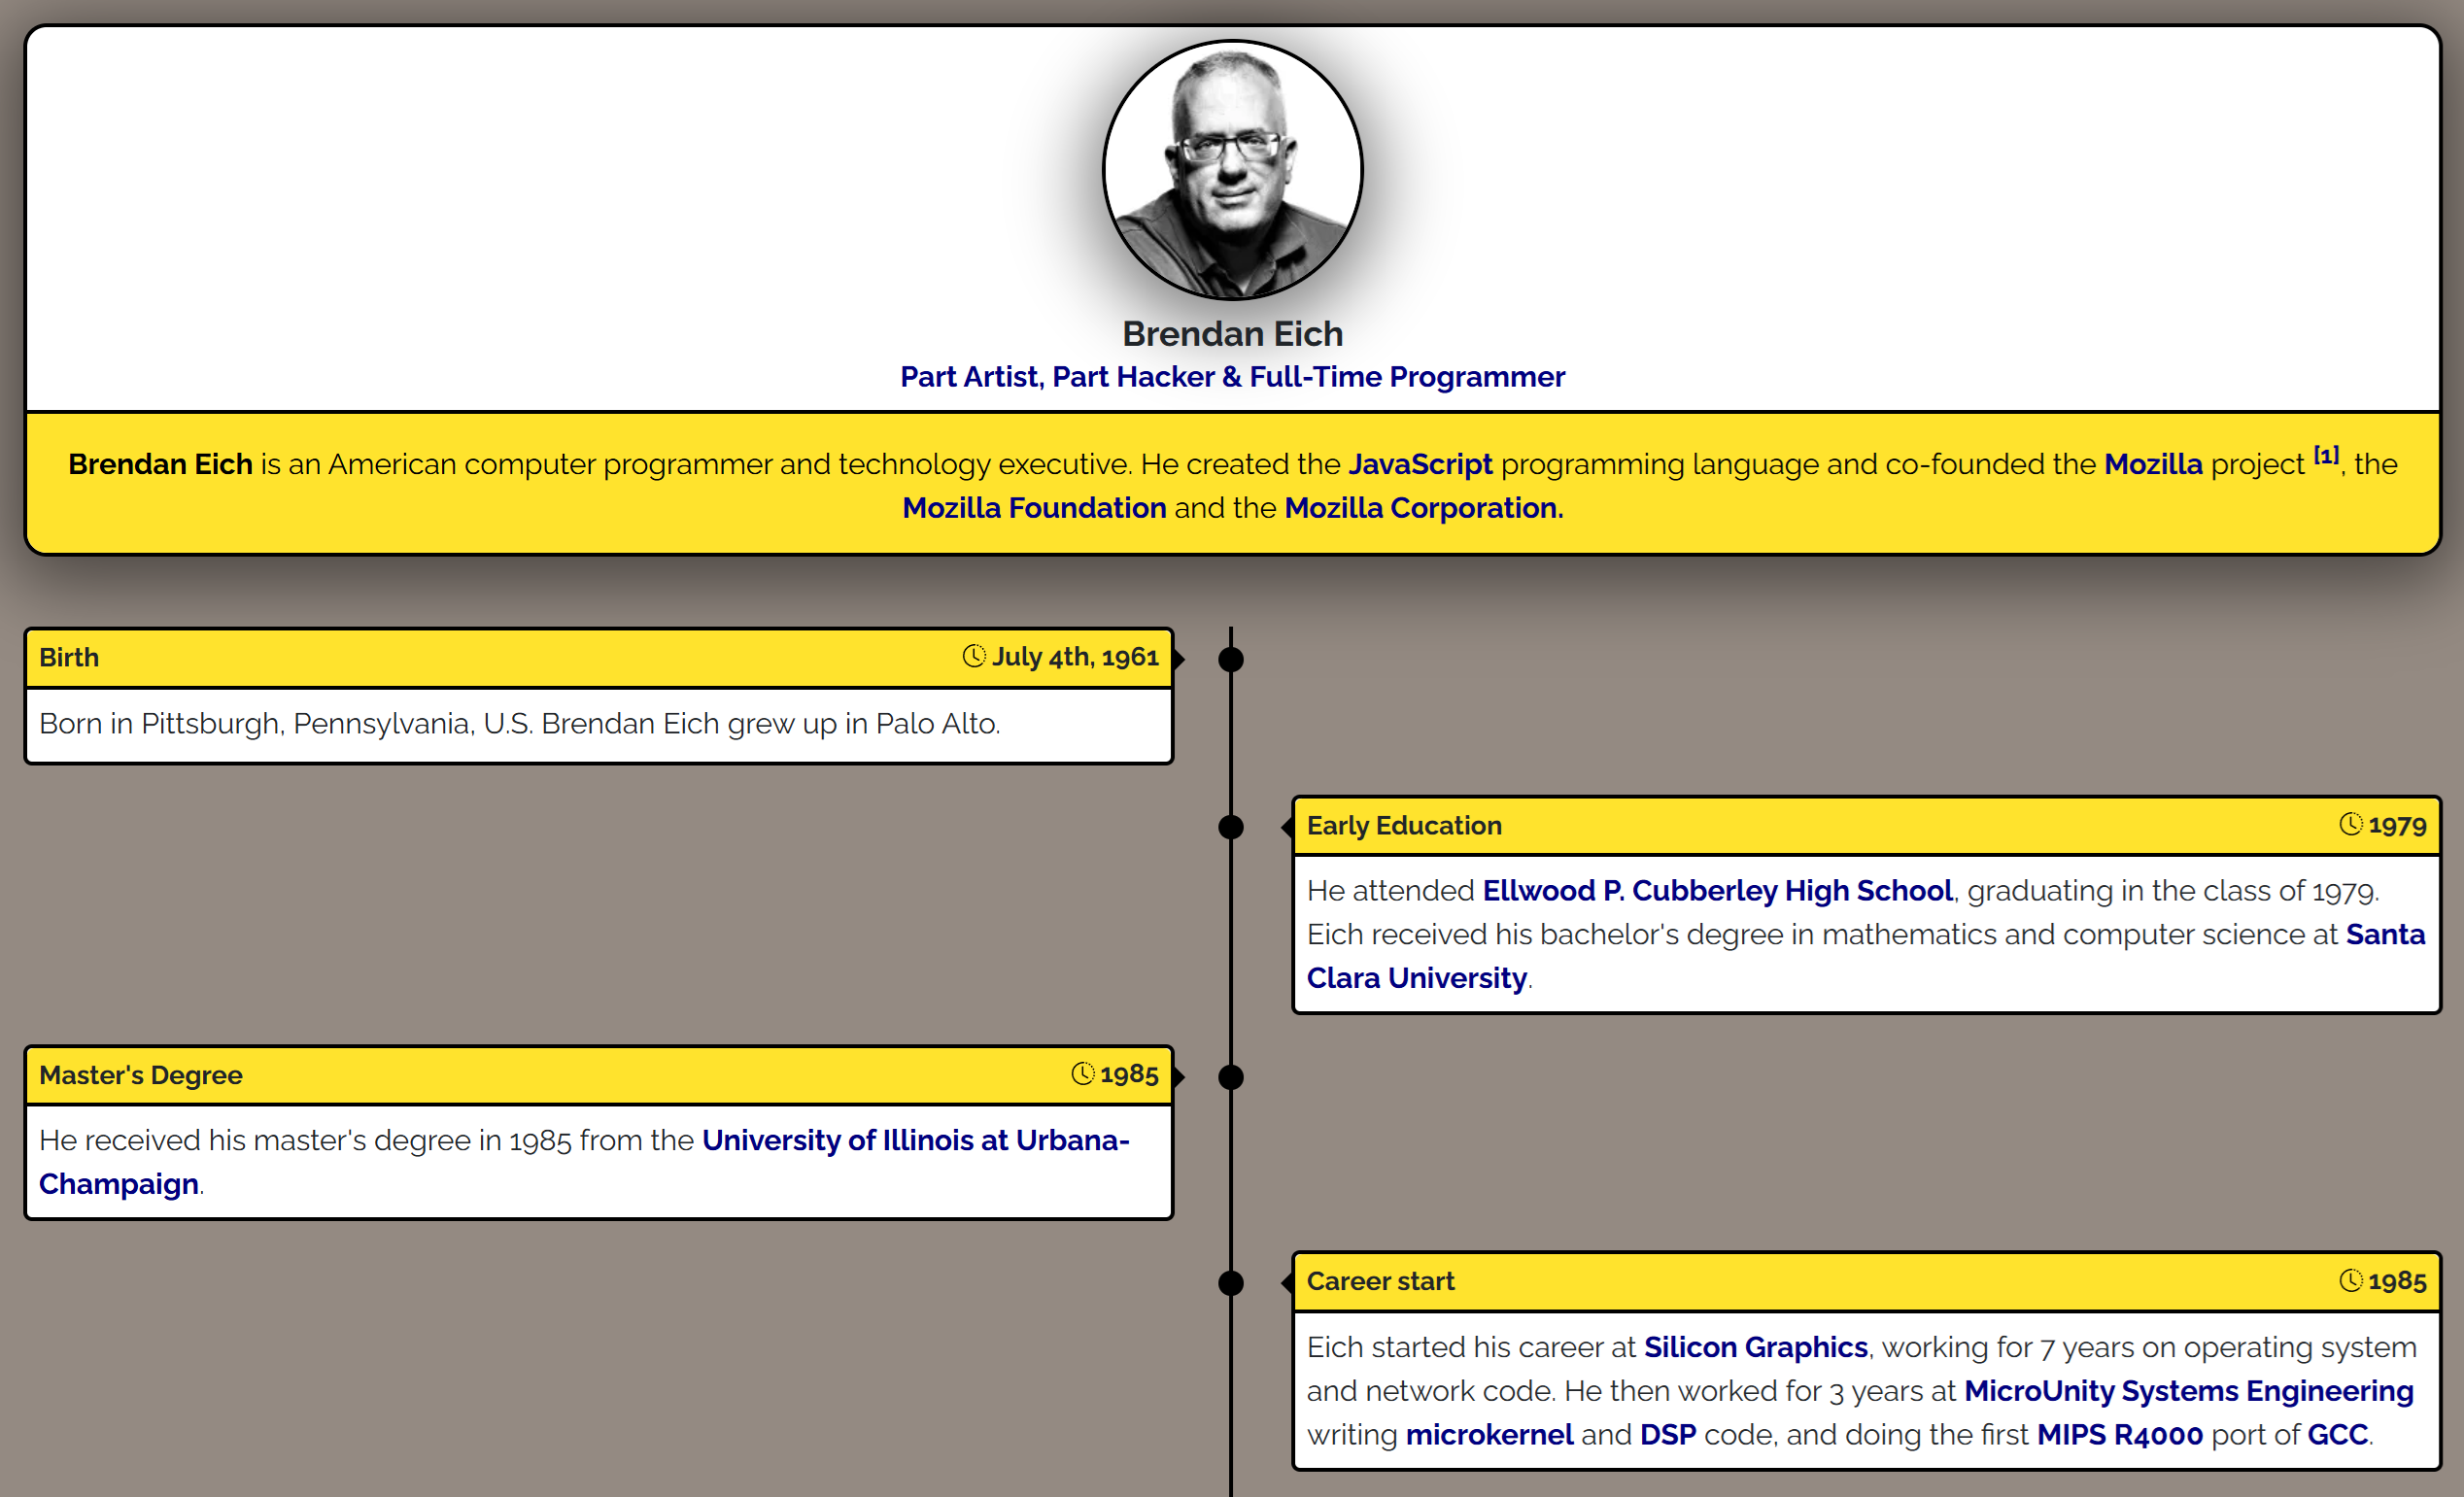 Brendan Eich
Part Artist, Part Hacker & Full-Time Programmer
Brendan Eich is an American computer programmer and technology executive. He created the JavaScript programming language and co-founded the Mozilla project [1], the
Mozilla Foundation and the Mozilla Corporation.
Birth July 4th, 1961
Born in Pittsburgh, Pennsylvania, U.S. Brendan Eich grew up in Palo Alto.
Early Education 1979
He attended Ellwood P. Cubberley High School, graduating in the class of 1979.
Eich received his bachelor's degree in mathematics and computer science at Santa
Clara University.
Master's Degree 1985
He received his master's degree in 1985 from the University of Illinois at Urbana-
Champaign.
Career start 1985
Eich started his career at Silicon Graphics, working for 7 years on operating system
and network code. He then worked for 3 years at MicroUnity Systems Engineering
writing microkernel and DSP code, and doing the first MIPS R4000 port of GCC.